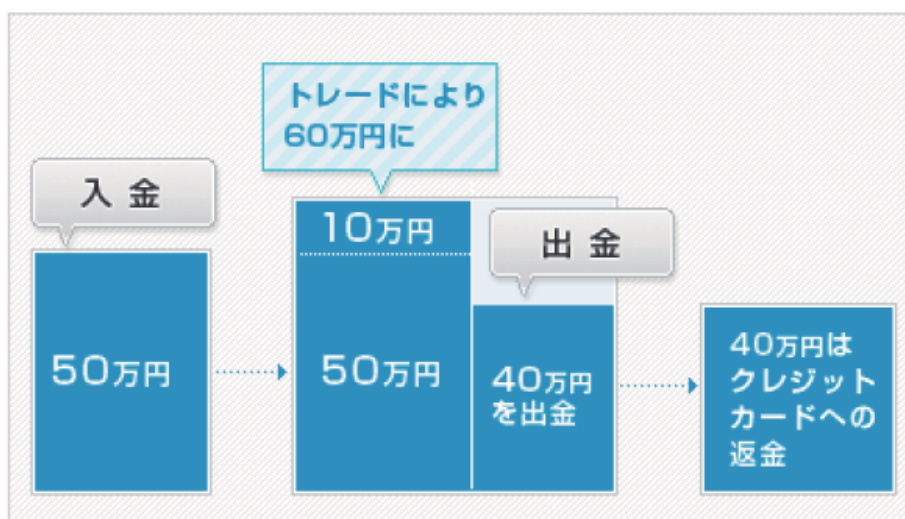 トレードにより
60万円に
入金
10万円
出金
50万円
50万円
40万円
を出金
40万円は
クレジット
カードへの
返金